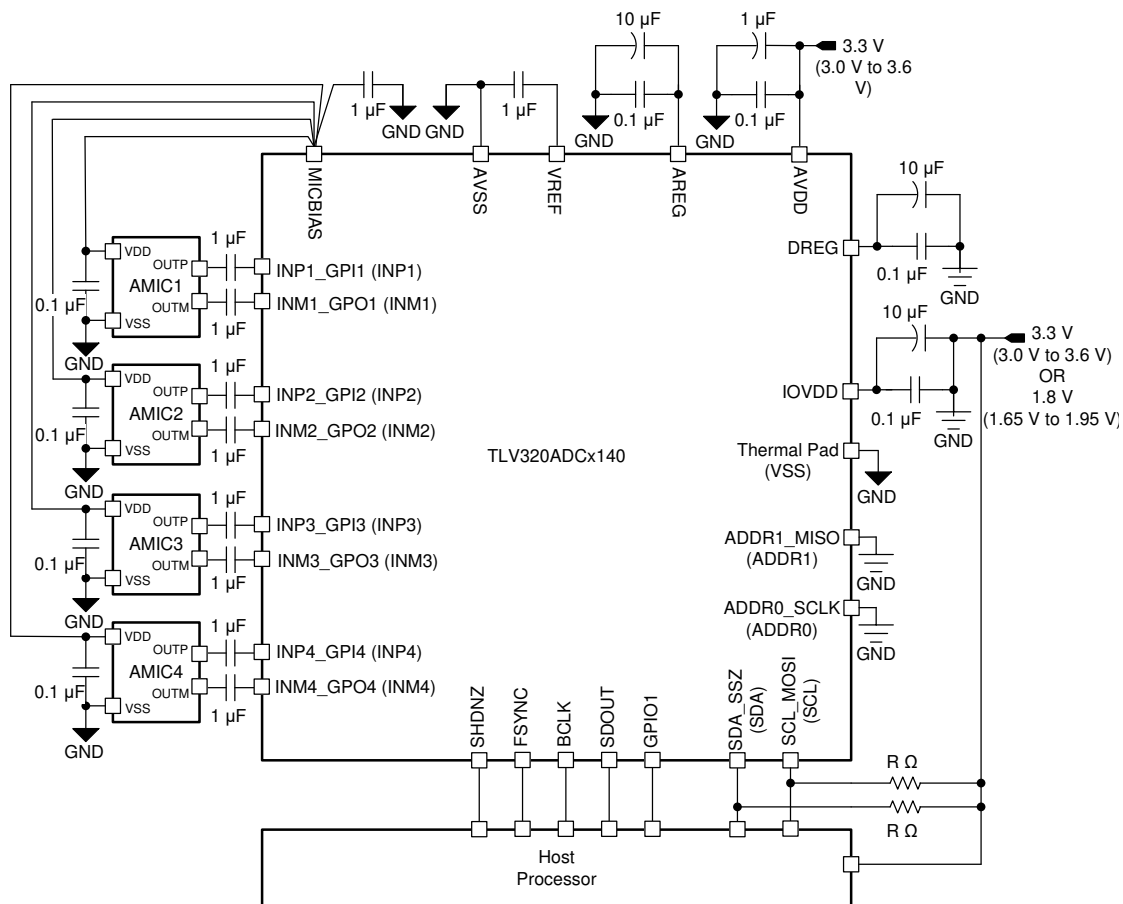 10 µF
1 µF
3.3 V
(3.0 V to 3.6
V)
1 µF
1 µF
0.1 µF
0.1 µF
GND
GND
GND
GND
MICBIAS
AVSS
VREF
AREG
AVDD
10 µF
DREG
0.1 µF
GND
VDD
OUTP
AMIC1
OUTM
VSS
0.1 µF
GND
1 µF
1 µF
INP1_GPI1 (INP1)
INM1_GPO1 (INM1)
10 µF
3.3 V
(3.0 V to 3.6 V)
OR
1.8 V
(1.65 V to 1.95 V)
IOVDD
0.1 µF
GND
VDD
OUTP
AMIC2
OUTM
VSS
0.1 µF
GND
1 µF
1 µF
INP2_GPI2 (INP2)
INM2_GPO2 (INM2)
TLV320ADCx140
Thermal Pad
(VSS)
GND
VDD
OUTP
AMIC3
OUTM
VSS
0.1 µF
GND
1 µF
1 µF
INP3_GPI3 (INP3)
INM3_GPO3 (INM3)
ADDR1_MISO
(ADDR1)
GND
ADDR0_SCLK
(ADDR0)
GND
VDD
OUTP
AMIC4
OUTM
VSS
0.1 µF
GND
1 µF
1 µF
INP4_GPI4 (INP4)
INM4_GPO4 (INM4)
SHDNZ
FSYNC
BCLK
SDOUT
GPIO1
SDA_SSZ
(SDA)
SCL_MOSI
(SCL)
R Ω
R Ω
Host
Processor